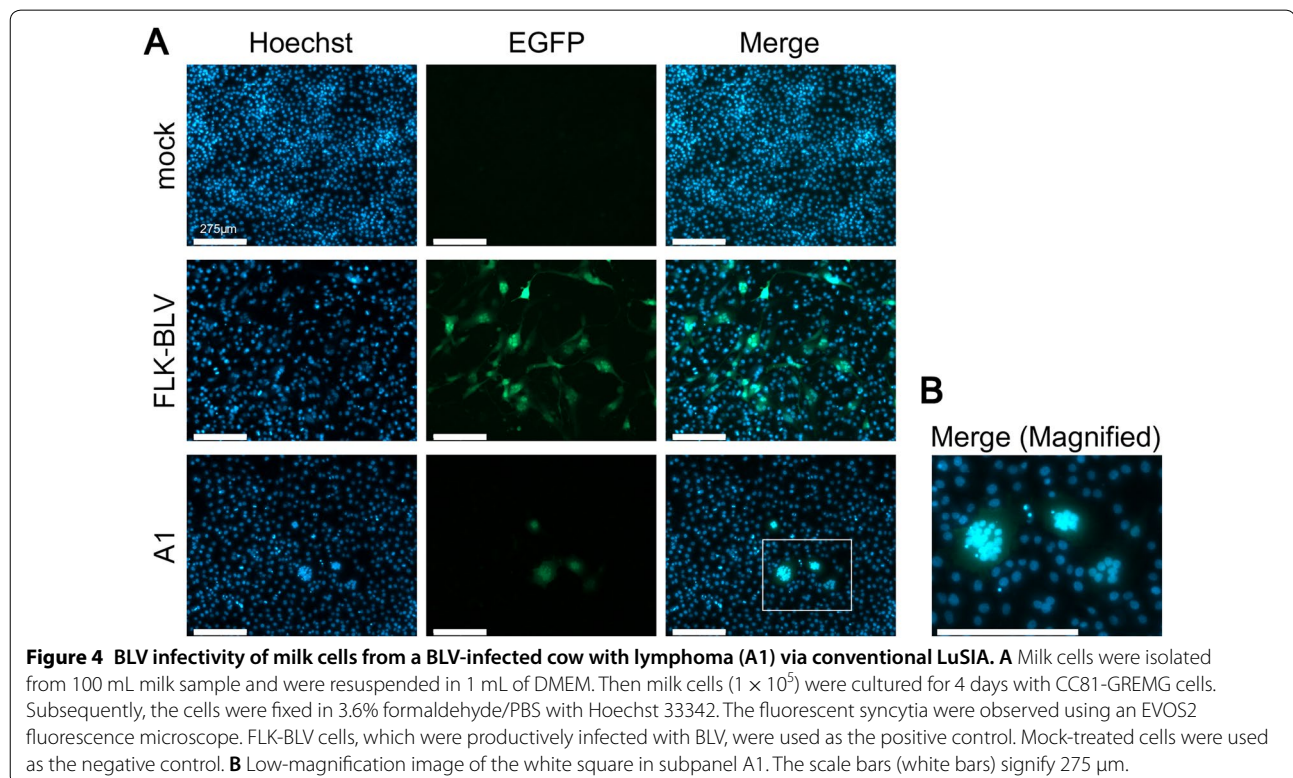 A
Hoechst EGFP Merge
mock
275µm
FLK-BLV
A1
B
Merge (Magnified)
Figure 4 BLV infectivity of milk cells from a BLV-infected cow with lymphoma (A1) via conventional LuSIA. A Milk cells were isolated
from 100 mL milk sample and were resuspended in 1 mL of DMEM. Then milk cells (1 × 10⁵) were cultured for 4 days with CC81-GREMG cells.
Subsequently, the cells were fixed in 3.6% formaldehyde/PBS with Hoechst 33342. The fluorescent syncytia were observed using an EVOS2
fluorescence microscope. FLK-BLV cells, which were productively infected with BLV, were used as the positive control. Mock-treated cells were used
as the negative control. B Low-magnification image of the white square in subpanel A1. The scale bars (white bars) signify 275 µm.